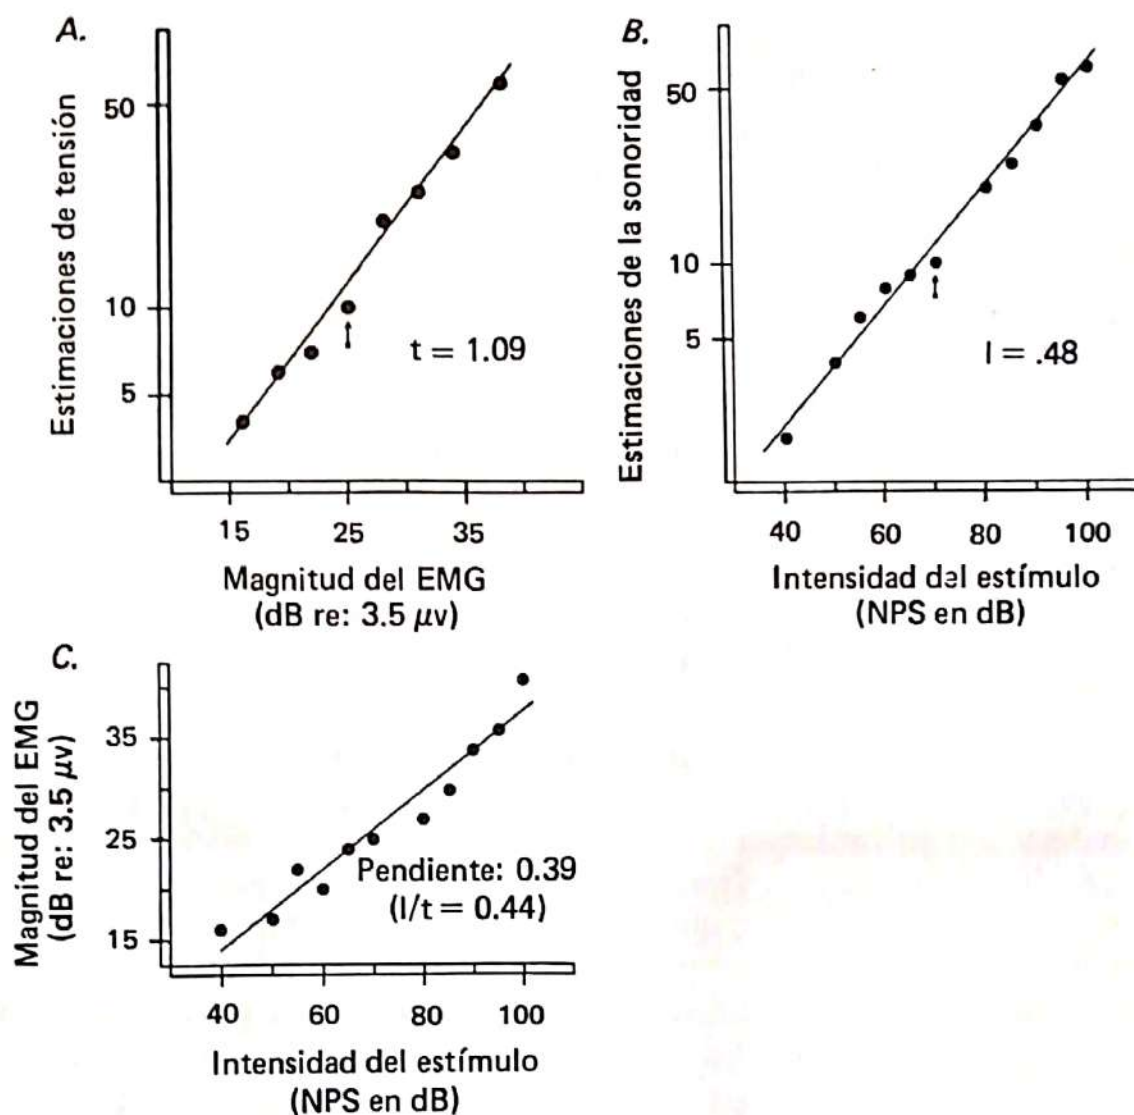 A.
Estimaciones de tensión
50
10
5
t = 1.09
15 25 35
Magnitud del EMG
(dB re: 3.5 μv)
B.
Estimaciones de la sonoridad
50
10
5
l = .48
40 60 80 100
Intensidad del estímulo
(NPS en dB)
C.
Magnitud del EMG
(dB re: 3.5 μv)
35
25
15
Pendiente: 0.39
(l/t = 0.44)
40 60 80 100
Intensidad del estímulo
(NPS en dB)